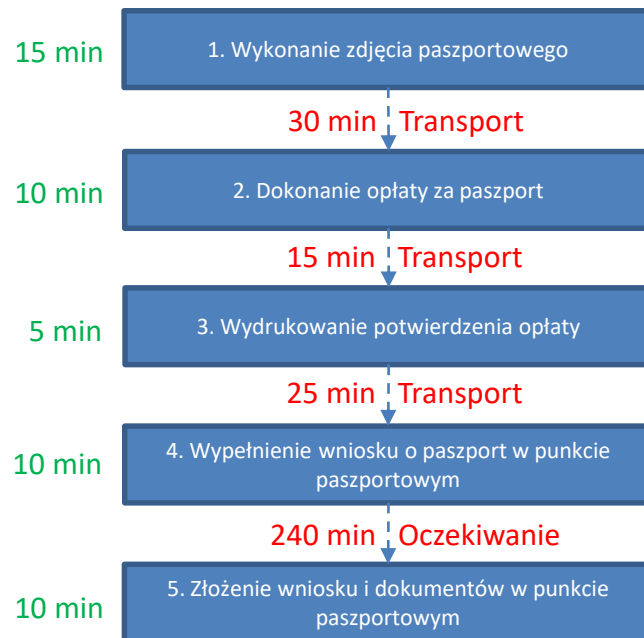 15 min
1. Wykonanie zdjęcia paszportowego
30 min Transport
10 min
2. Dokonanie opłaty za paszport
15 min Transport
5 min
3. Wydrukowanie potwierdzenia opłaty
25 min Transport
10 min
4. Wypełnienie wniosku o paszport w punkcie
paszportowym
240 min Oczekiwanie
10 min
5. Złożenie wniosku i dokumentów w punkcie
paszportowym